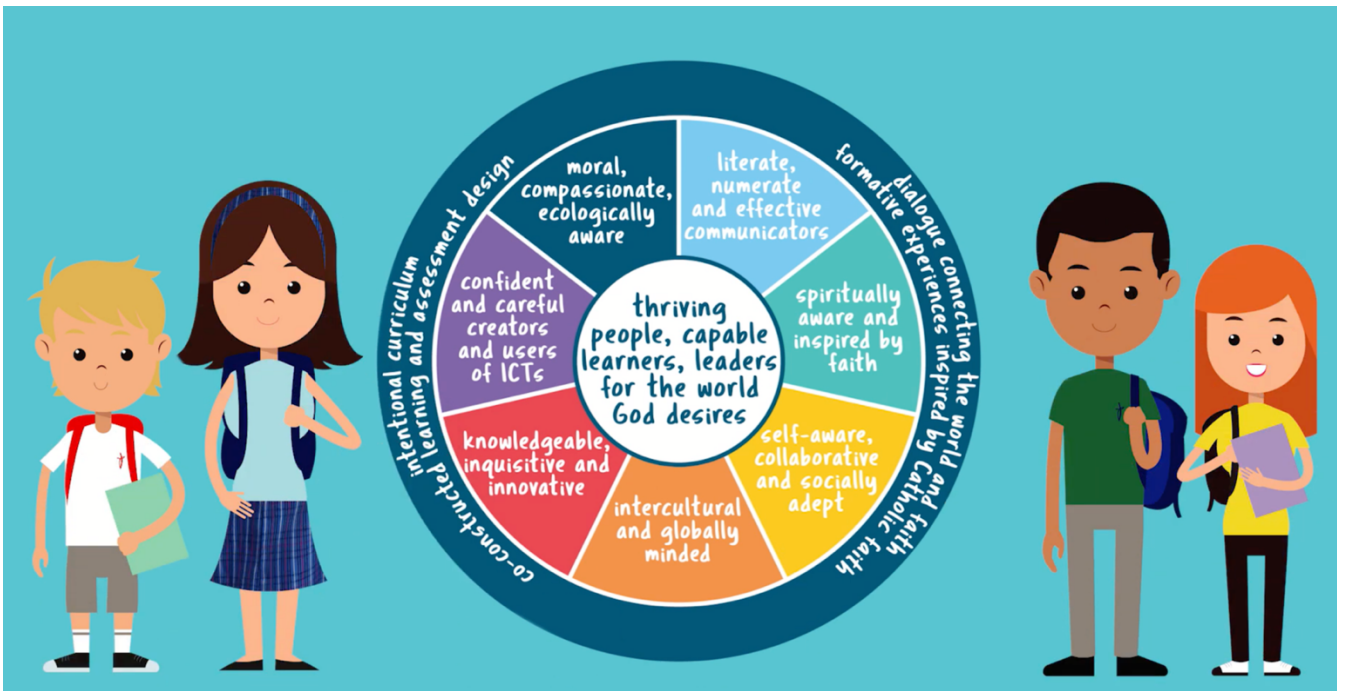 thriving
people, capable
learners, leaders
for the world
God desires
literate,
numerate
and effective
communicators
spiritually
aware and
inspired by
faith
self-aware,
collaborative
and socially
adept
intercultural
and globally
minded
knowledgeable,
inquisitive and
innovative
confident
and careful
creators
and users
of ICTs
moral,
compassionate,
ecologically
aware
intentional curriculum
co-constructed learning and assessment design
dialogue connecting the world and faith
formative experiences inspired by Catholic faith